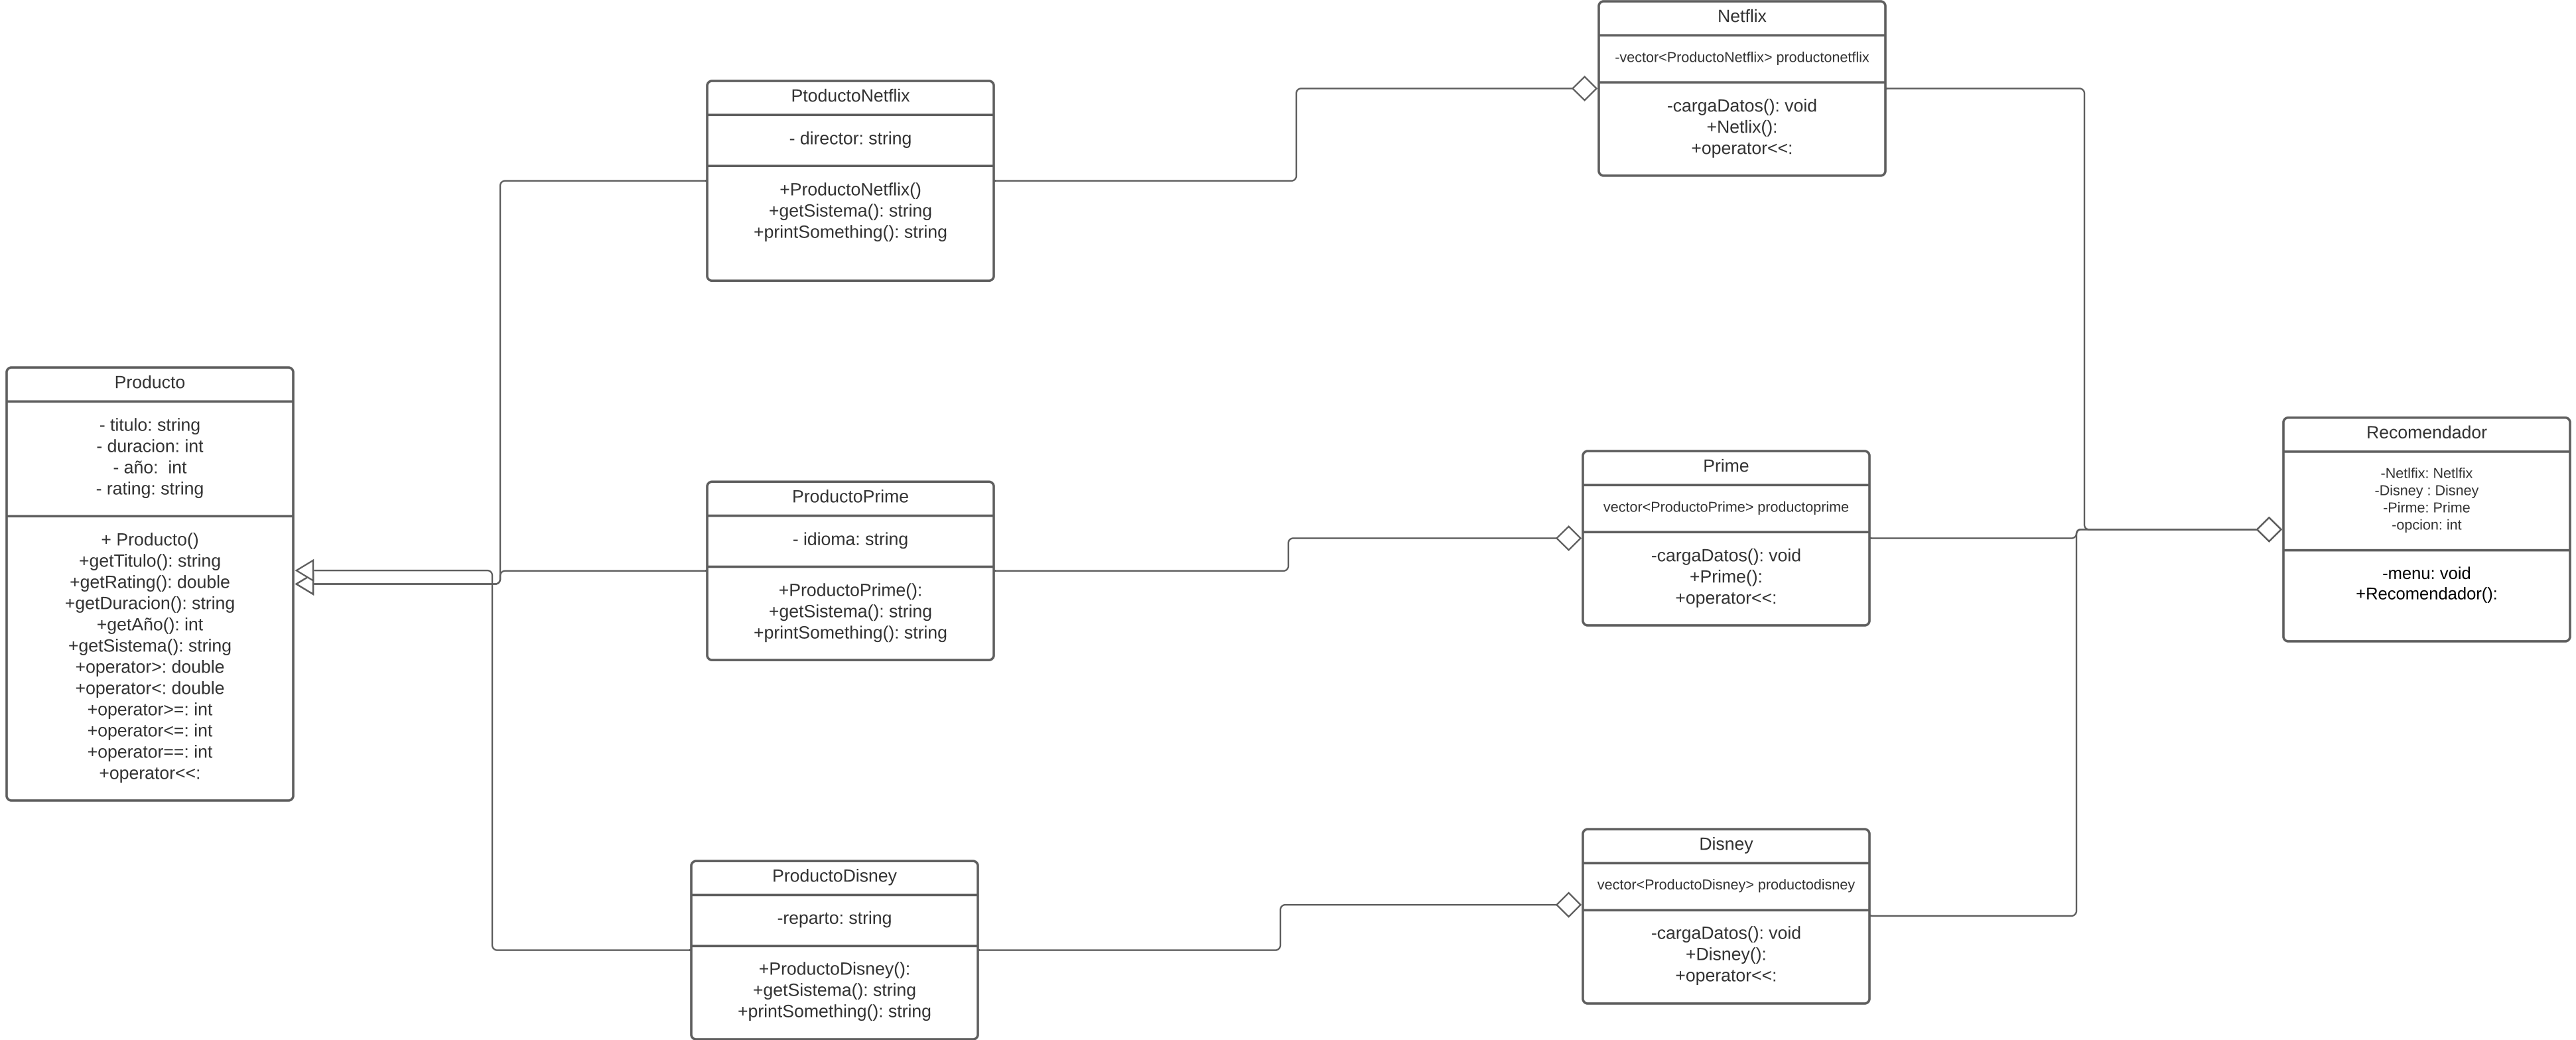 Producto
- titulo: string
- duracion: int
- año:  int
- rating: string
+ Producto()
+getTitulo(): string
+getRating(): double
+getDuracion(): string
+getAño(): int
+getSistema(): string
+operator>: double
+operator<: double
+operator>=: int
+operator<=: int
+operator==: int
+operator<<:
PtoductoNetflix
- director: string
+ProductoNetflix()
+getSistema(): string
+printSomething(): string
ProductoPrime
- idioma: string
+ProductoPrime():
+getSistema(): string
+printSomething(): string
ProductoDisney
-reparto: string
+ProductoDisney():
+getSistema(): string
+printSomething(): string
Netflix
-vector<ProductoNetflix> productonetflix
-cargaDatos(): void
+Netlix():
+operator<<:
Prime
vector<ProductoPrime> productoprime
-cargaDatos(): void
+Prime():
+operator<<:
Disney
vector<ProductoDisney> productodisney
-cargaDatos(): void
+Disney():
+operator<<:
Recomendador
-Netlfix: Netlfix
-Disney : Disney
-Pirme: Prime
-opcion: int
-menu: void
+Recomendador():